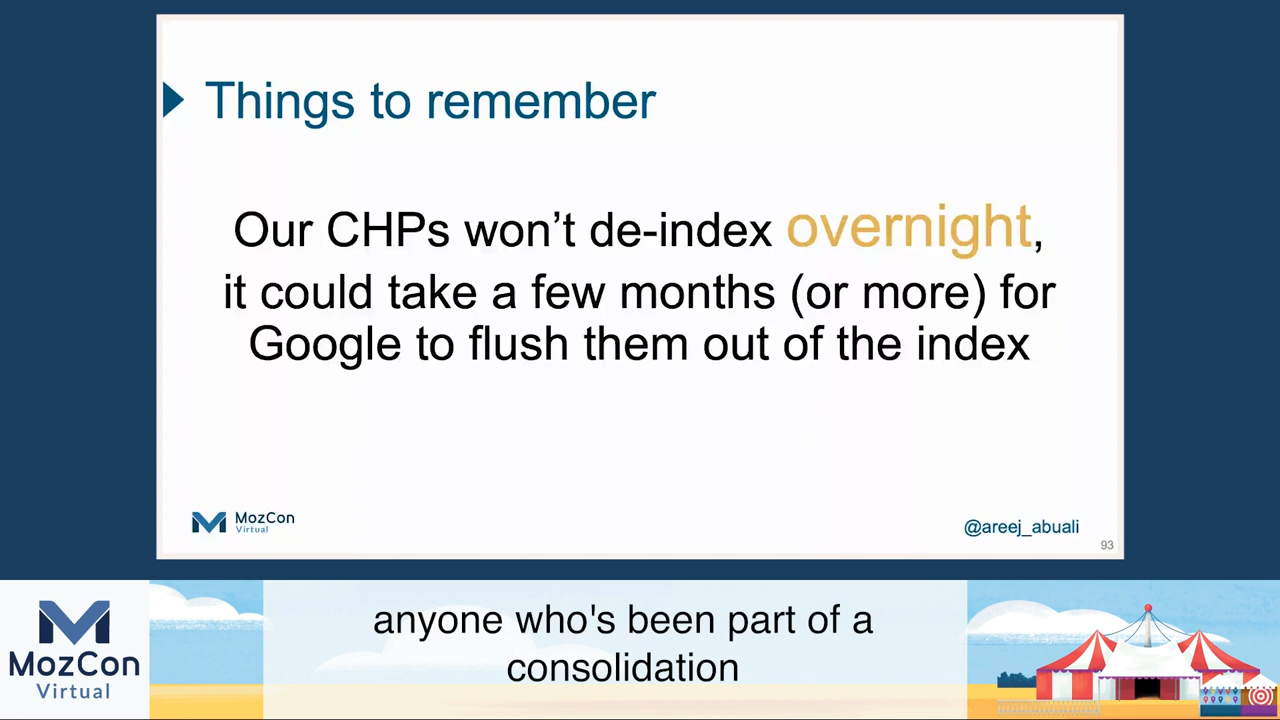 Things to remember
Our CHPs won’t de-index overnight,
it could take a few months (or more) for
Google to flush them out of the index
MozCon
Virtual
@areej_abuali
93
MozCon
Virtual
anyone who's been part of a
consolidation